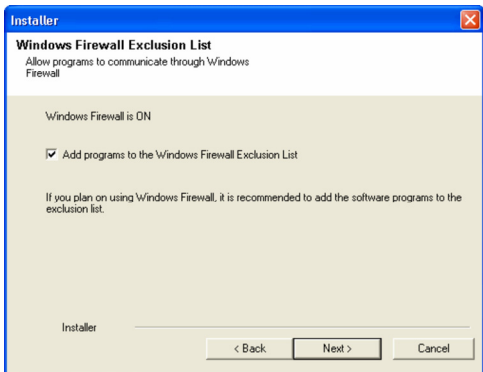 Installer
Windows Firewall Exclusion List
Allow programs to communicate through Windows
Firewall
Windows Firewall is ON
Add programs to the Windows Firewall Exclusion List
If you plan on using Windows Firewall, it is recommended to add the software programs to the
exclusion list.
Installer
< Back
Next >
Cancel